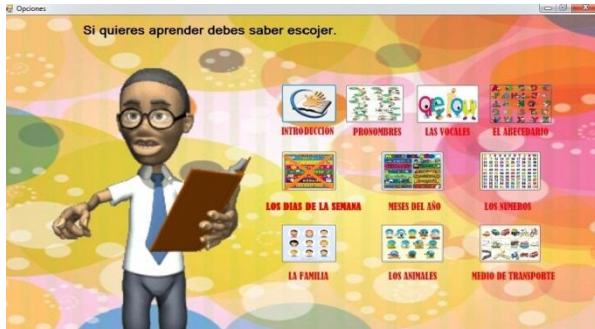 Opciones
Si quieres aprender debes saber escojer.
INTRODUCCION PRONOMBRES LAS VOCALES EL ABECEDARIO
LOS DIAS DE LA SEMANA MESES DEL AÑO LOS NUMEROS
LA FAMILIA LOS ANIMALES MEDIO DE TRANSPORTE